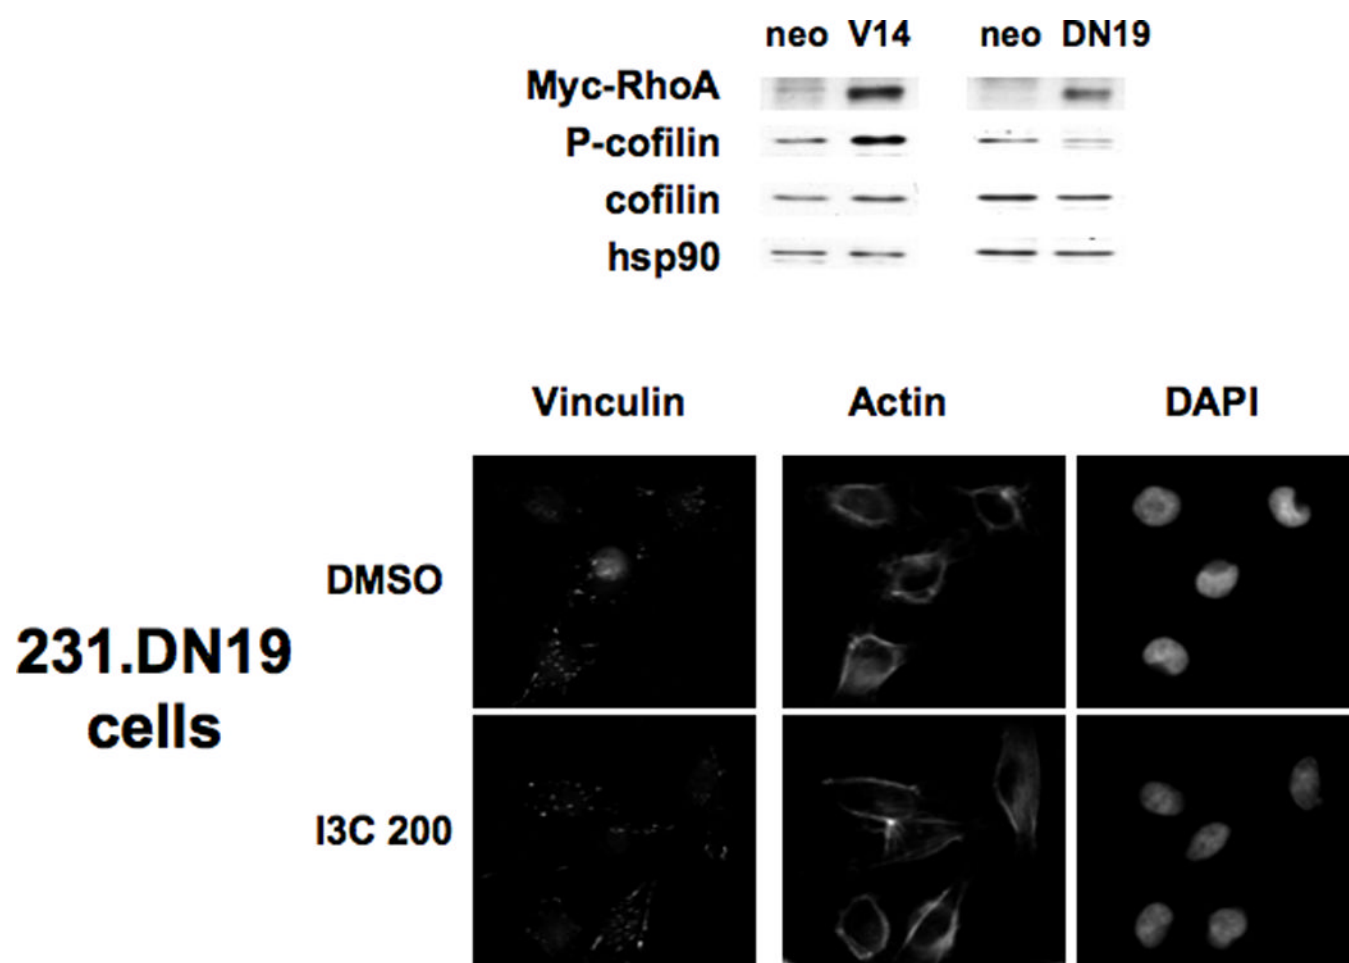 neo V14 neo DN19
Myc-RhoA
P-cofilin
cofilin
hsp90
Vinculin Actin DAPI
DMSO
231.DN19
cells
I3C 200